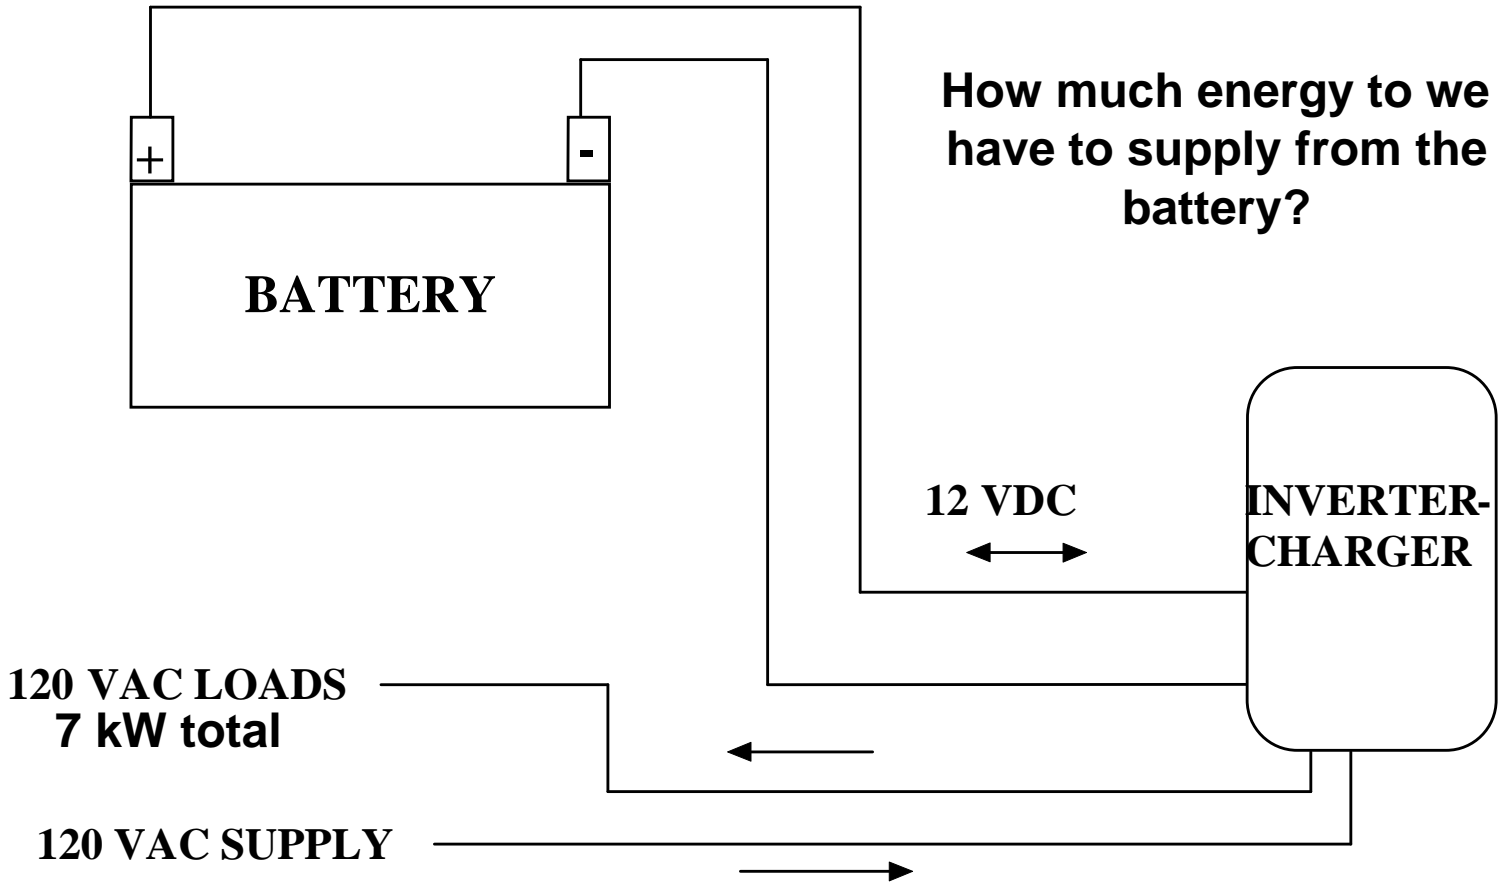 How much energy to we
have to supply from the
battery?
+
-
BATTERY
12 VDC
INVERTER-
CHARGER
120 VAC LOADS
7 kW total
120 VAC SUPPLY